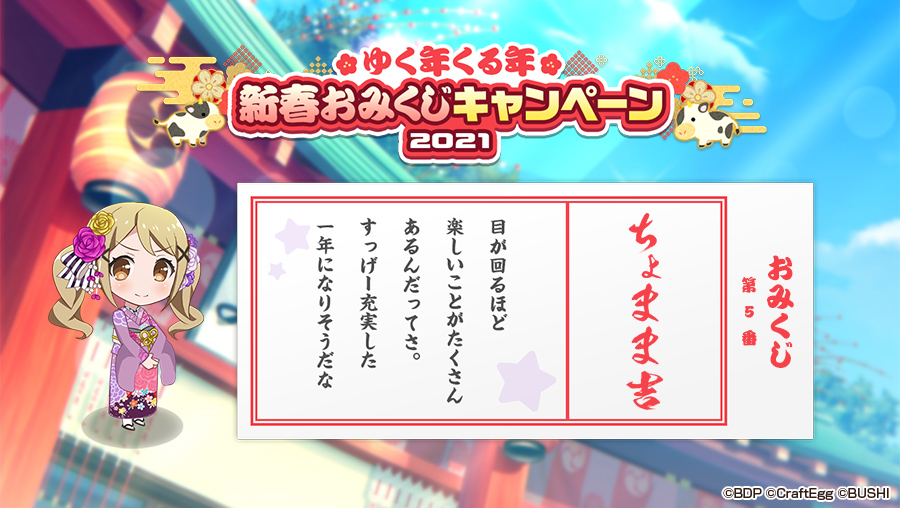 ゆく年くる年
新春おみくじキャンペーン
2021
おみくじ
第5番
ちょまま吉
目が回るほど
楽しいことがたくさん
あるんだってさ。
すっげー充実した
一年になりそうだな
©BDP ©CraftEgg ©BUSHI